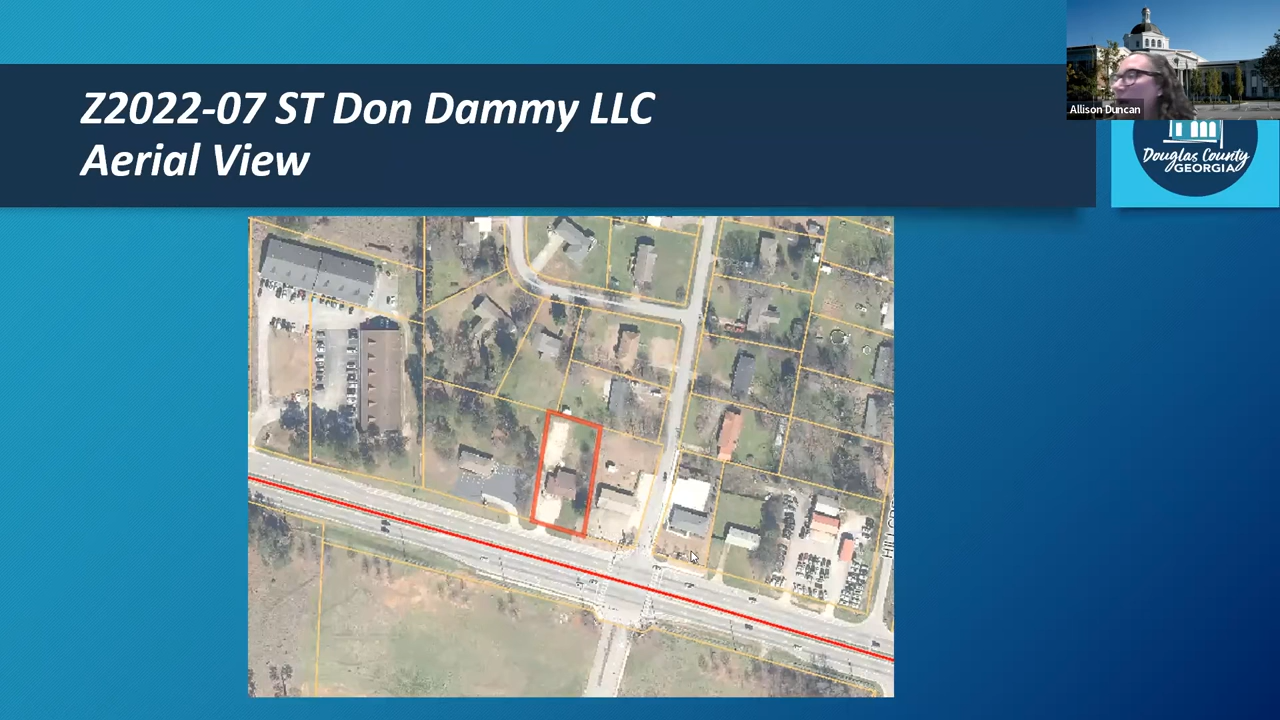 Z2022-07 ST Don Dammy LLC
Aerial View
Allison Duncan
Douglas County
GEORGIA